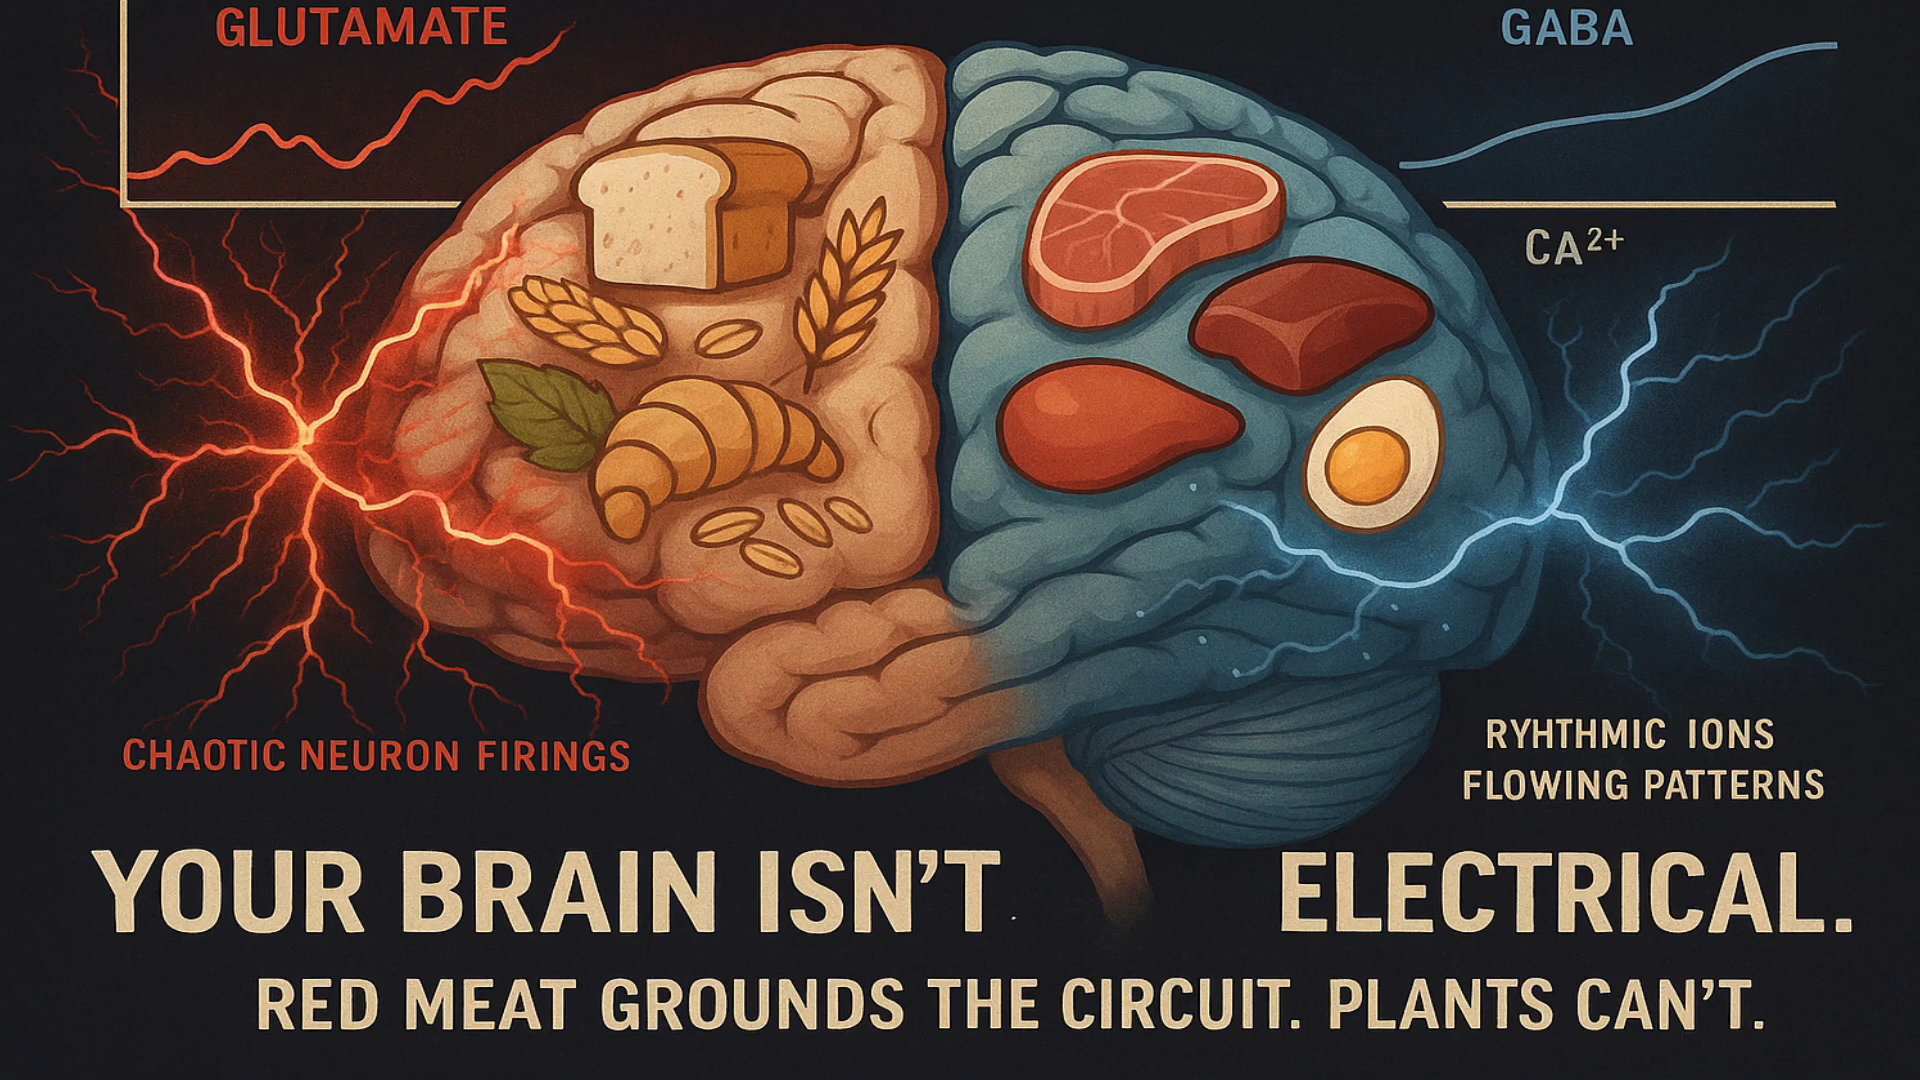 GLUTAMATE
GABA
CA²⁺
CHAOTIC NEURON FIRINGS
RYHTHMIC IONS
FLOWING PATTERNS
YOUR BRAIN ISN'T ELECTRICAL.
RED MEAT GROUNDS THE CIRCUIT. PLANTS CAN'T.